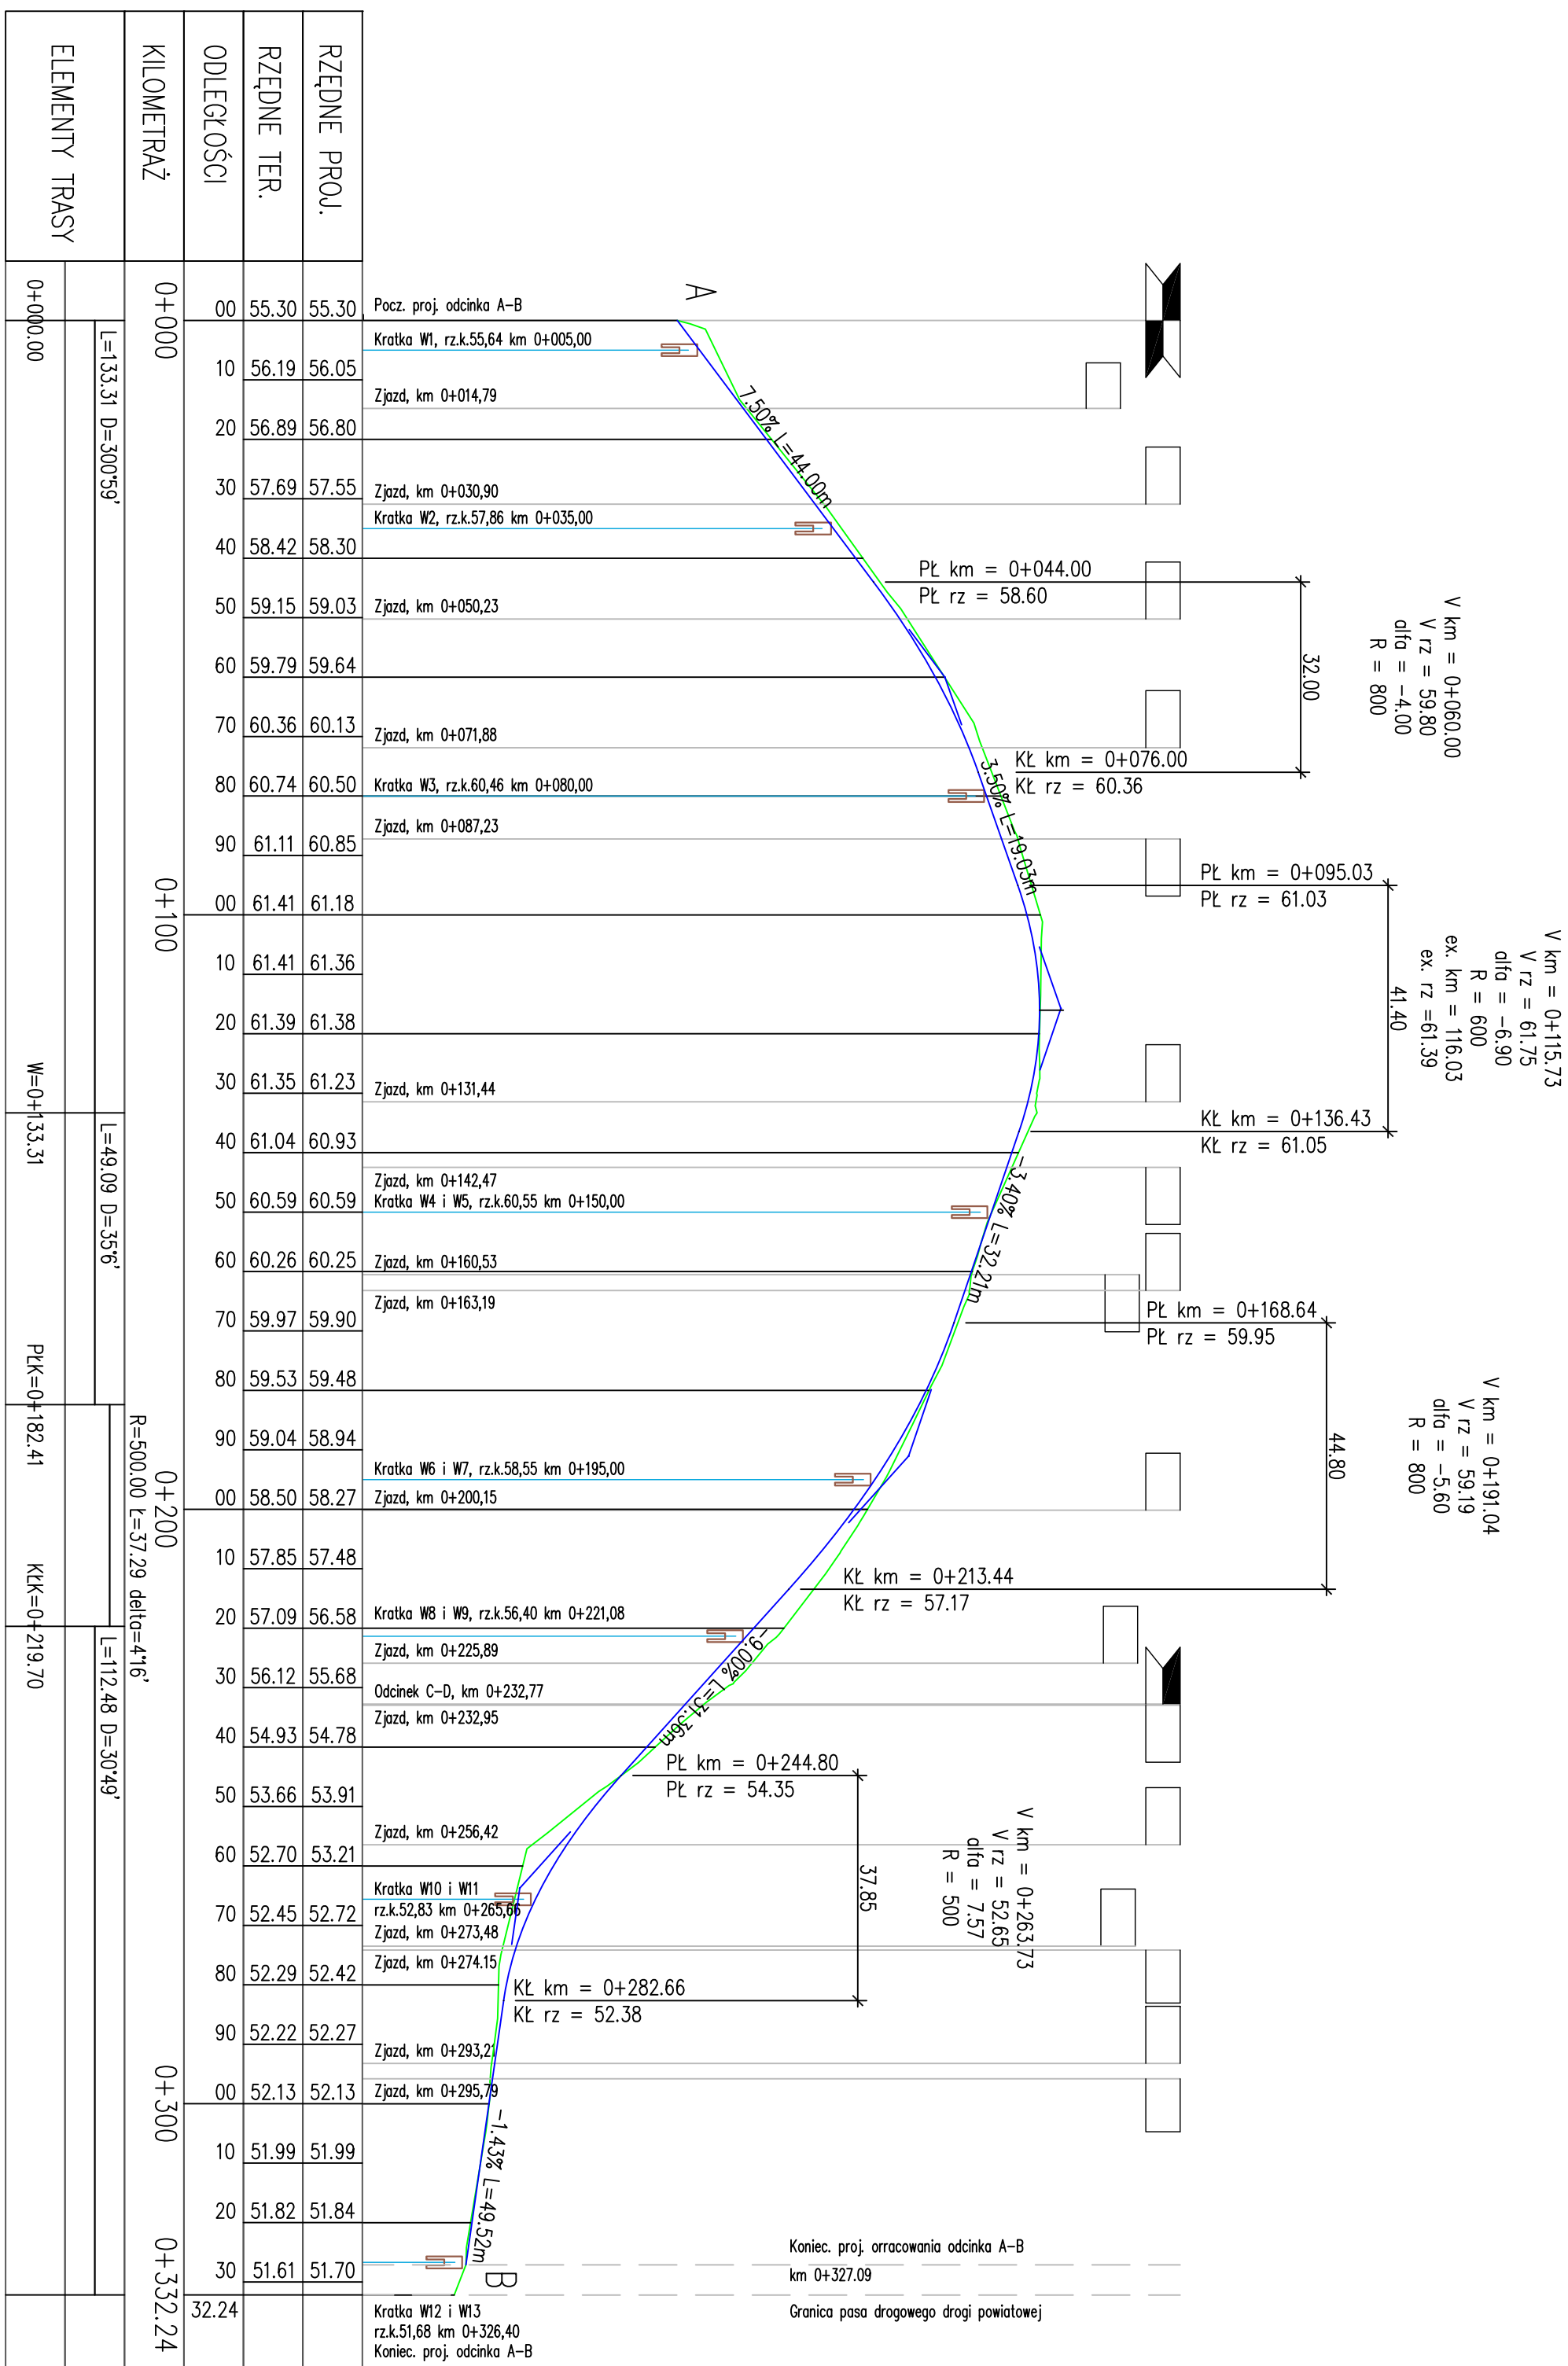 RZĘDNE PROJ.
RZĘDNE TER.
ODLEGŁOŚCI
KILOMETRAŻ
ELEMENTY TRASY
V km = 0+060.00
V rz = 59.80
alfa = -4.00
R = 800
32.00
V km = 0+115.73
V rz = 61.75
alfa = -6.90
R = 600
ex. km = 116.03
ex. rz =61.39
41.40
V km = 0+191.04
V rz = 59.19
alfa = -5.60
R = 800
44.80
V km = 0+263.73
V rz = 52.65
alfa = 7.57
R = 500
37.85
PŁ km = 0+044.00
PŁ rz = 58.60
KŁ km = 0+076.00
KŁ rz = 60.36
PŁ km = 0+095.03
PŁ rz = 61.03
KŁ km = 0+136.43
KŁ rz = 61.05
PŁ km = 0+168.64
PŁ rz = 59.95
KŁ km = 0+213.44
KŁ rz = 57.17
PŁ km = 0+244.80
PŁ rz = 54.35
KŁ km = 0+282.66
KŁ rz = 52.38
A
7.50% L=44.00m
3.50% L=19.03m
-3.40% L=32.21m
-9.00% L=31.36m
-1.43% L=49.52m
B
Pocz. proj. odcinka A-B
Kratka W1, rz.k.55,64 km 0+005,00
Zjazd, km 0+014,79
Zjazd, km 0+030,90
Kratka W2, rz.k.57,86 km 0+035,00
Zjazd, km 0+050,23
Zjazd, km 0+071,88
Kratka W3, rz.k.60,46 km 0+080,00
Zjazd, km 0+087,23
Zjazd, km 0+131,44
Zjazd, km 0+142,47
Kratka W4 i W5, rz.k.60,55 km 0+150,00
Zjazd, km 0+160,53
Zjazd, km 0+163,19
Kratka W6 i W7, rz.k.58,55 km 0+195,00
Zjazd, km 0+200,15
Kratka W8 i W9, rz.k.56,40 km 0+221,08
Zjazd, km 0+225,89
Odcinek C-D, km 0+232,77
Zjazd, km 0+232,95
Zjazd, km 0+256,42
Kratka W10 i W11
rz.k.52,83 km 0+265,66
Zjazd, km 0+273,48
Zjazd, km 0+274.15
Zjazd, km 0+293,21
Zjazd, km 0+295,79
Kratka W12 i W13
rz.k.51,68 km 0+326,40
Koniec. proj. odcinka A-B
Koniec. proj. orracowania odcinka A-B
km 0+327.09
Granica pasa drogowego drogi powiatowej
00 55.30 55.30
10 56.19 56.05
20 56.89 56.80
30 57.69 57.55
40 58.42 58.30
50 59.15 59.03
60 59.79 59.64
70 60.36 60.13
80 60.74 60.50
90 61.11 60.85
00 61.41 61.18
10 61.41 61.36
20 61.39 61.38
30 61.35 61.23
40 61.04 60.93
50 60.59 60.59
60 60.26 60.25
70 59.97 59.90
80 59.53 59.48
90 59.04 58.94
00 58.50 58.27
10 57.85 57.48
20 57.09 56.58
30 56.12 55.68
40 54.93 54.78
50 53.66 53.91
60 52.70 53.21
70 52.45 52.72
80 52.29 52.42
90 52.22 52.27
00 52.13 52.13
10 51.99 51.99
20 51.82 51.84
30 51.61 51.70
32.24
0+000
0+100
0+200
0+300
0+332.24
L=133.31 D=300°59'
L=49.09 D=35°6'
R=500.00 Ł=37.29 delta=4°16'
L=112.48 D=30°49'
0+000.00
W=0+133.31
PŁK=0+182.41
KŁK=0+219.70